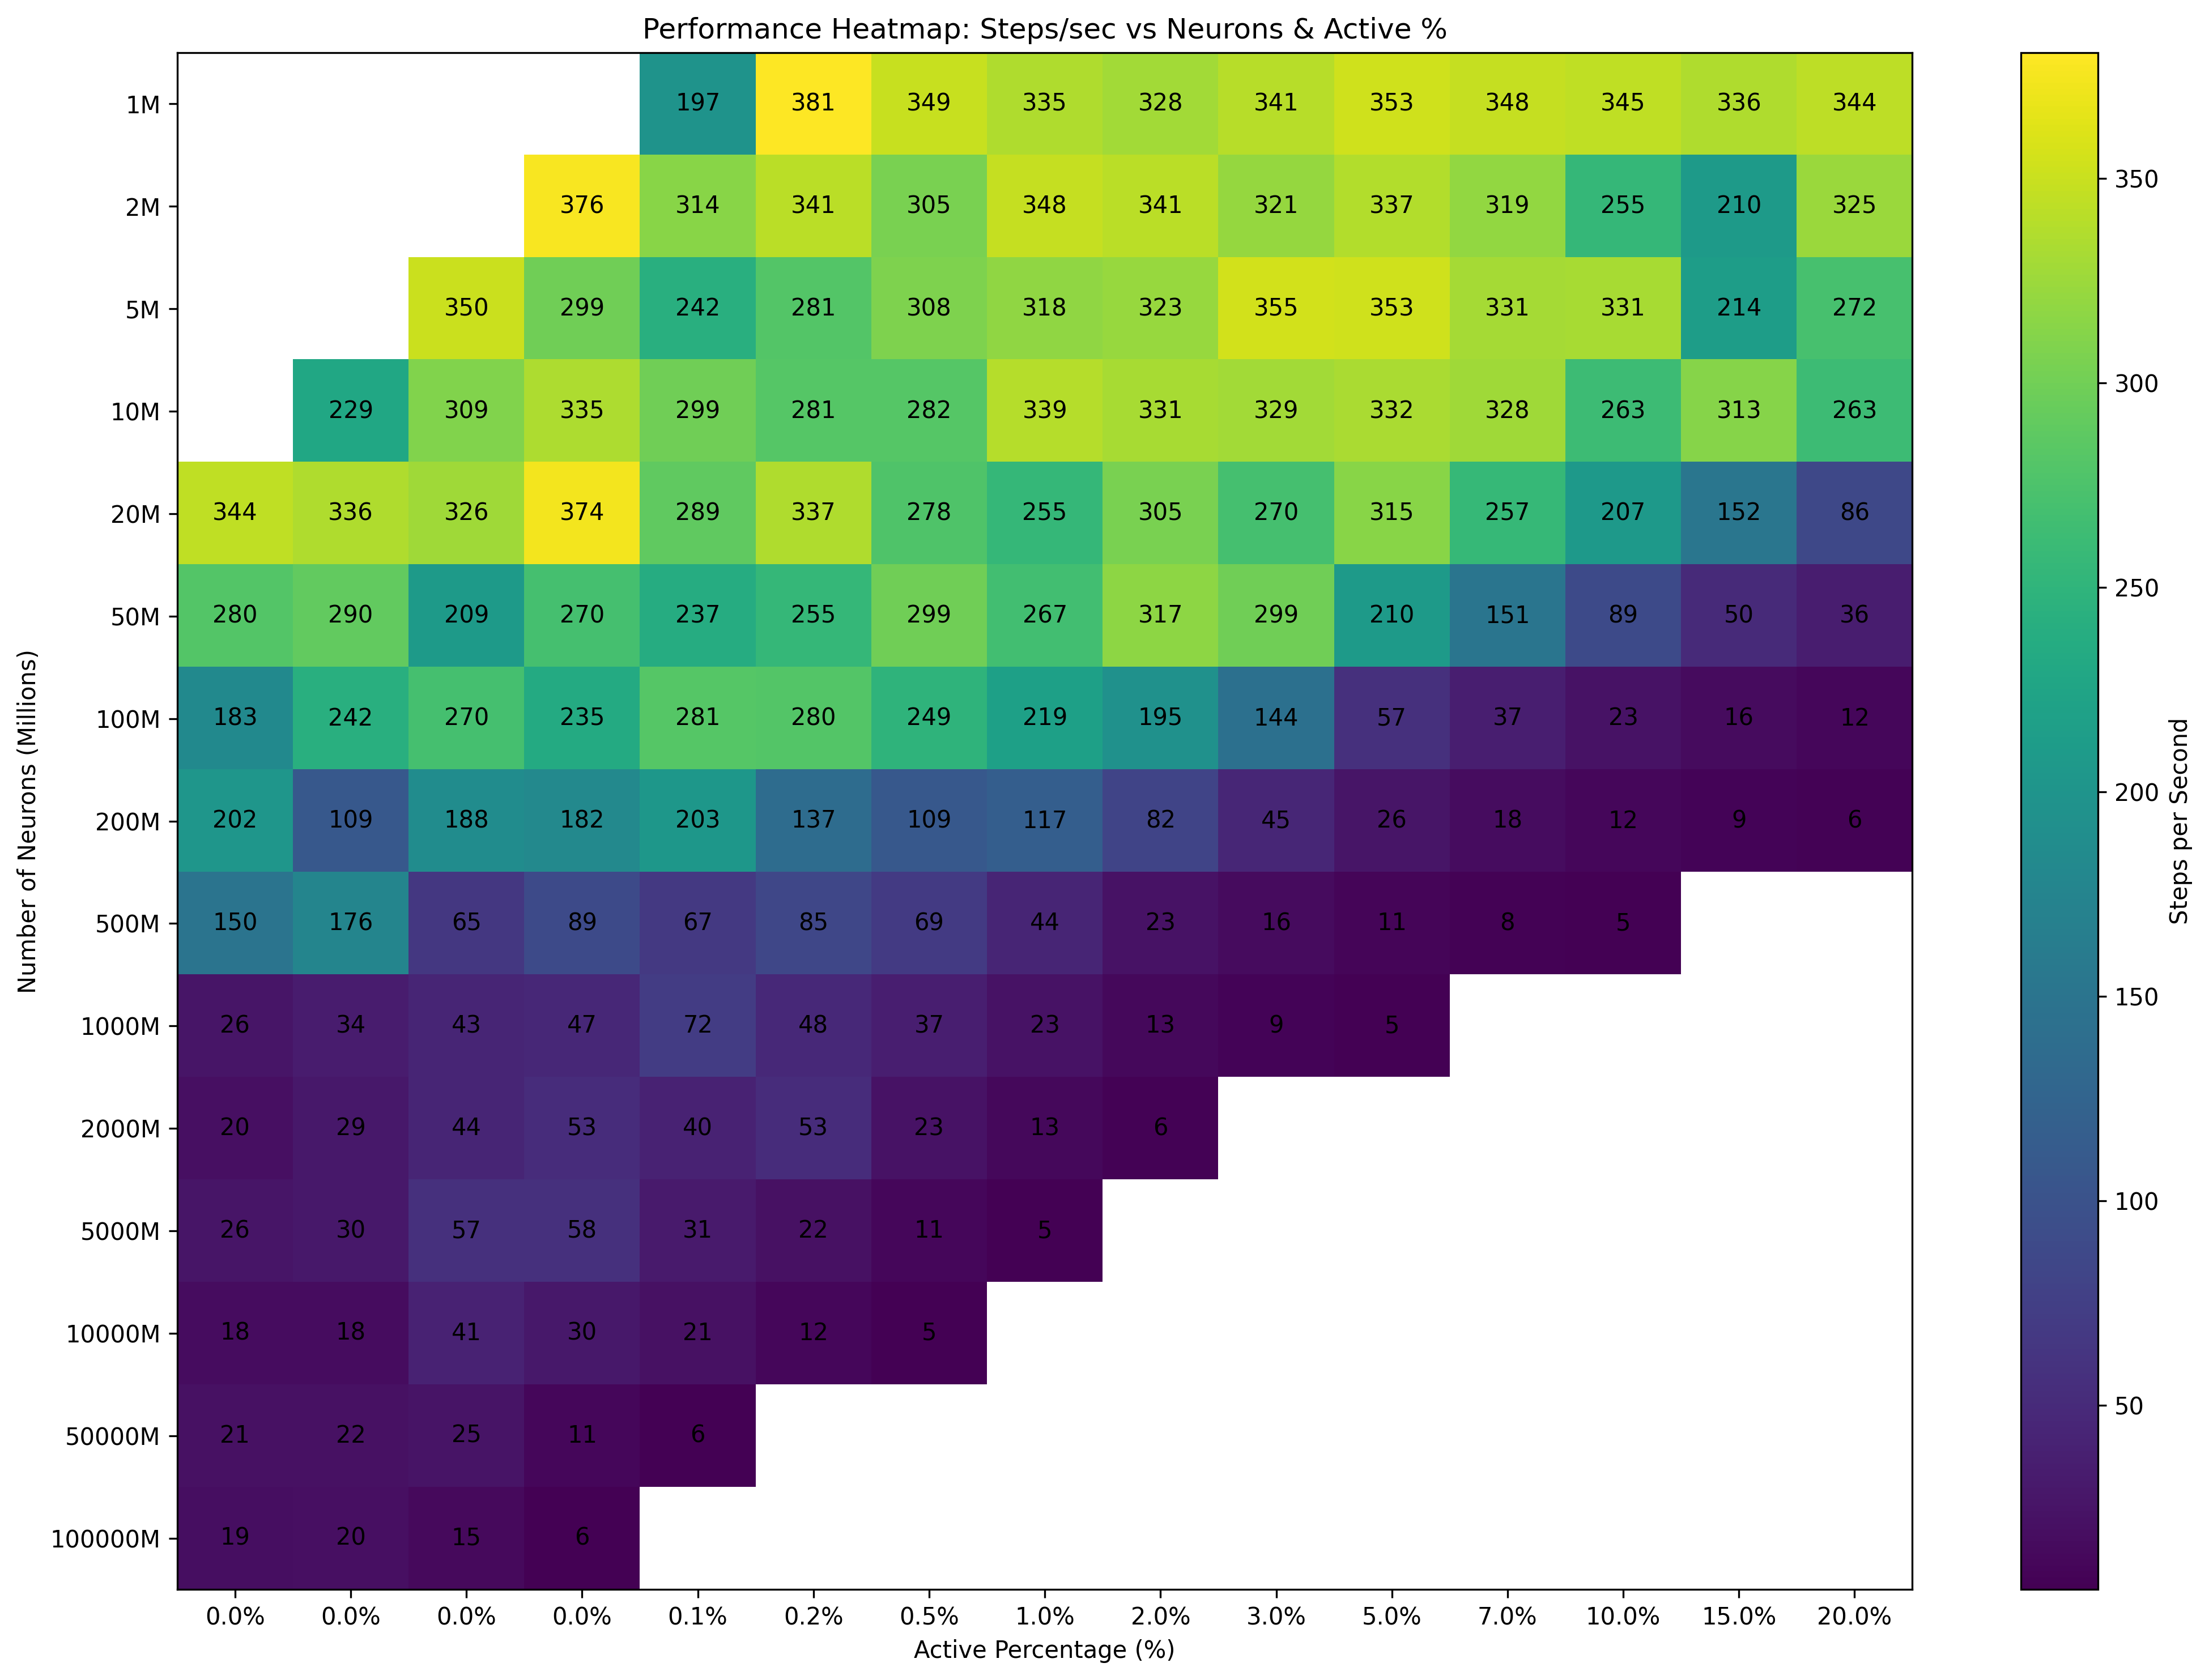 Performance Heatmap: Steps/sec vs Neurons & Active %
1M 197 381 349 335 328 341 353 348 345 336 344
2M 376 314 341 305 348 341 321 337 319 255 210 325
5M 350 299 242 281 308 318 323 355 353 331 331 214 272
10M 229 309 335 299 281 282 339 331 329 332 328 263 313 263
20M 344 336 326 374 289 337 278 255 305 270 315 257 207 152 86
50M 280 290 209 270 237 255 299 267 317 299 210 151 89 50 36
100M 183 242 270 235 281 280 249 219 195 144 57 37 23 16 12
200M 202 109 188 182 203 137 109 117 82 45 26 18 12 9 6
500M 150 176 65 89 67 85 69 44 23 16 11 8 5
1000M 26 34 43 47 72 48 37 23 13 9 5
2000M 20 29 44 53 40 53 23 13 6
5000M 26 30 57 58 31 22 11 5
10000M 18 18 41 30 21 12 5
50000M 21 22 25 11 6
100000M 19 20 15 6
0.0% 0.0% 0.0% 0.0% 0.1% 0.2% 0.5% 1.0% 2.0% 3.0% 5.0% 7.0% 10.0% 15.0% 20.0%
Active Percentage (%)
Number of Neurons (Millions)
350
300
250
200
150
100
50
Steps per Second